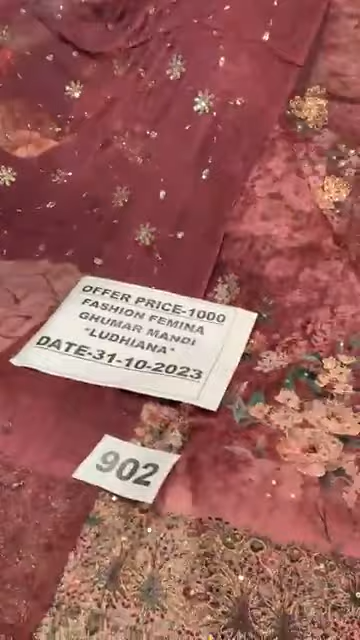 OFFER PRICE-1000
FASHION FEMINA
GHUMAR MANDI
"LUDHIANA"
DATE-31-10-2023
902